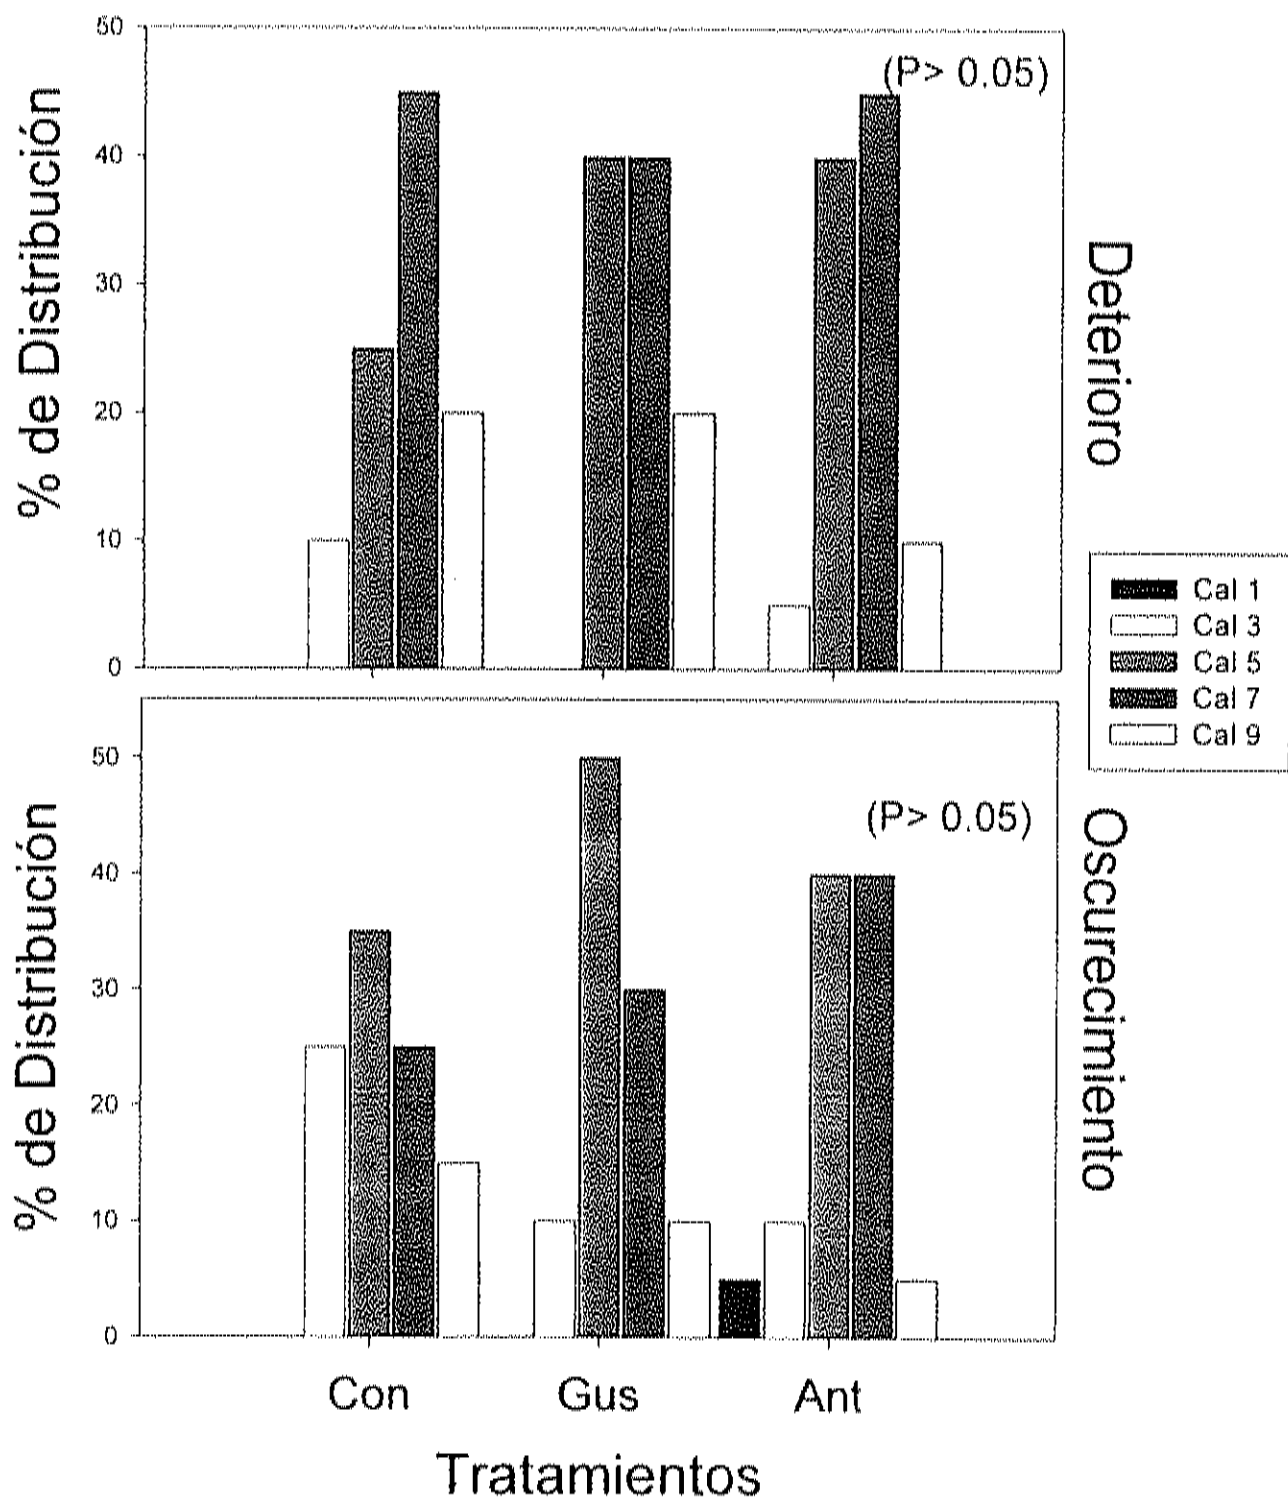 50
40
30
20
10
0
% de Distribución
(P> 0.05)
Deterioro
Cal 1
Cal 3
Cal 5
Cal 7
Cal 9
50
40
30
20
10
0
% de Distribución
(P> 0.05)
Oscurecimiento
Con Gus Ant
Tratamientos